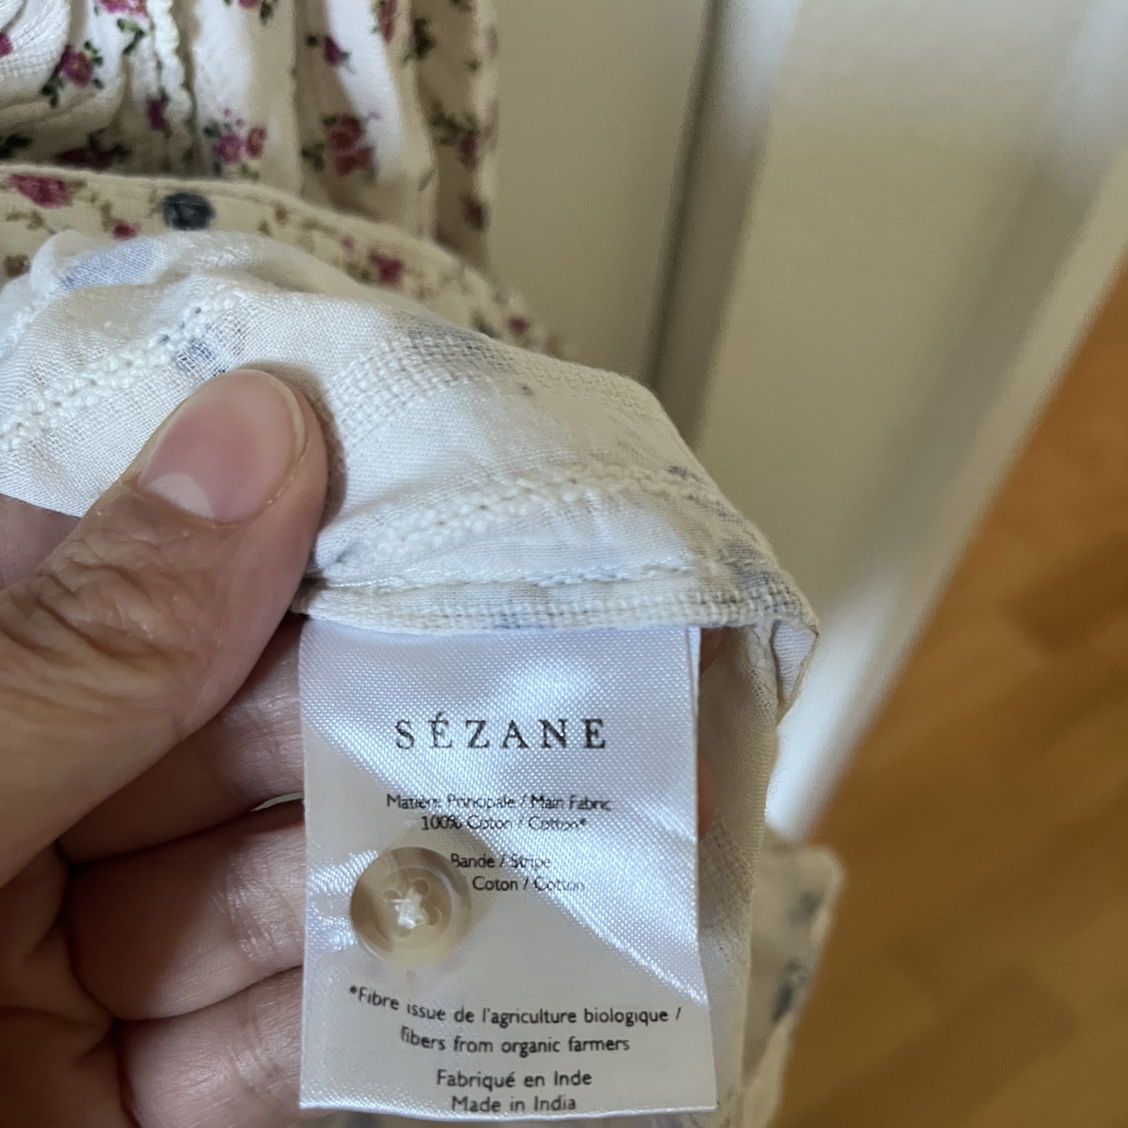 SÉZANE
Matière Principale / Main Fabric
100% Coton / Cotton*
Bande / Stripe
Coton / Cotton
*Fibre issue de l'agriculture biologique /
fibers from organic farmers
Fabriqué en Inde
Made in India